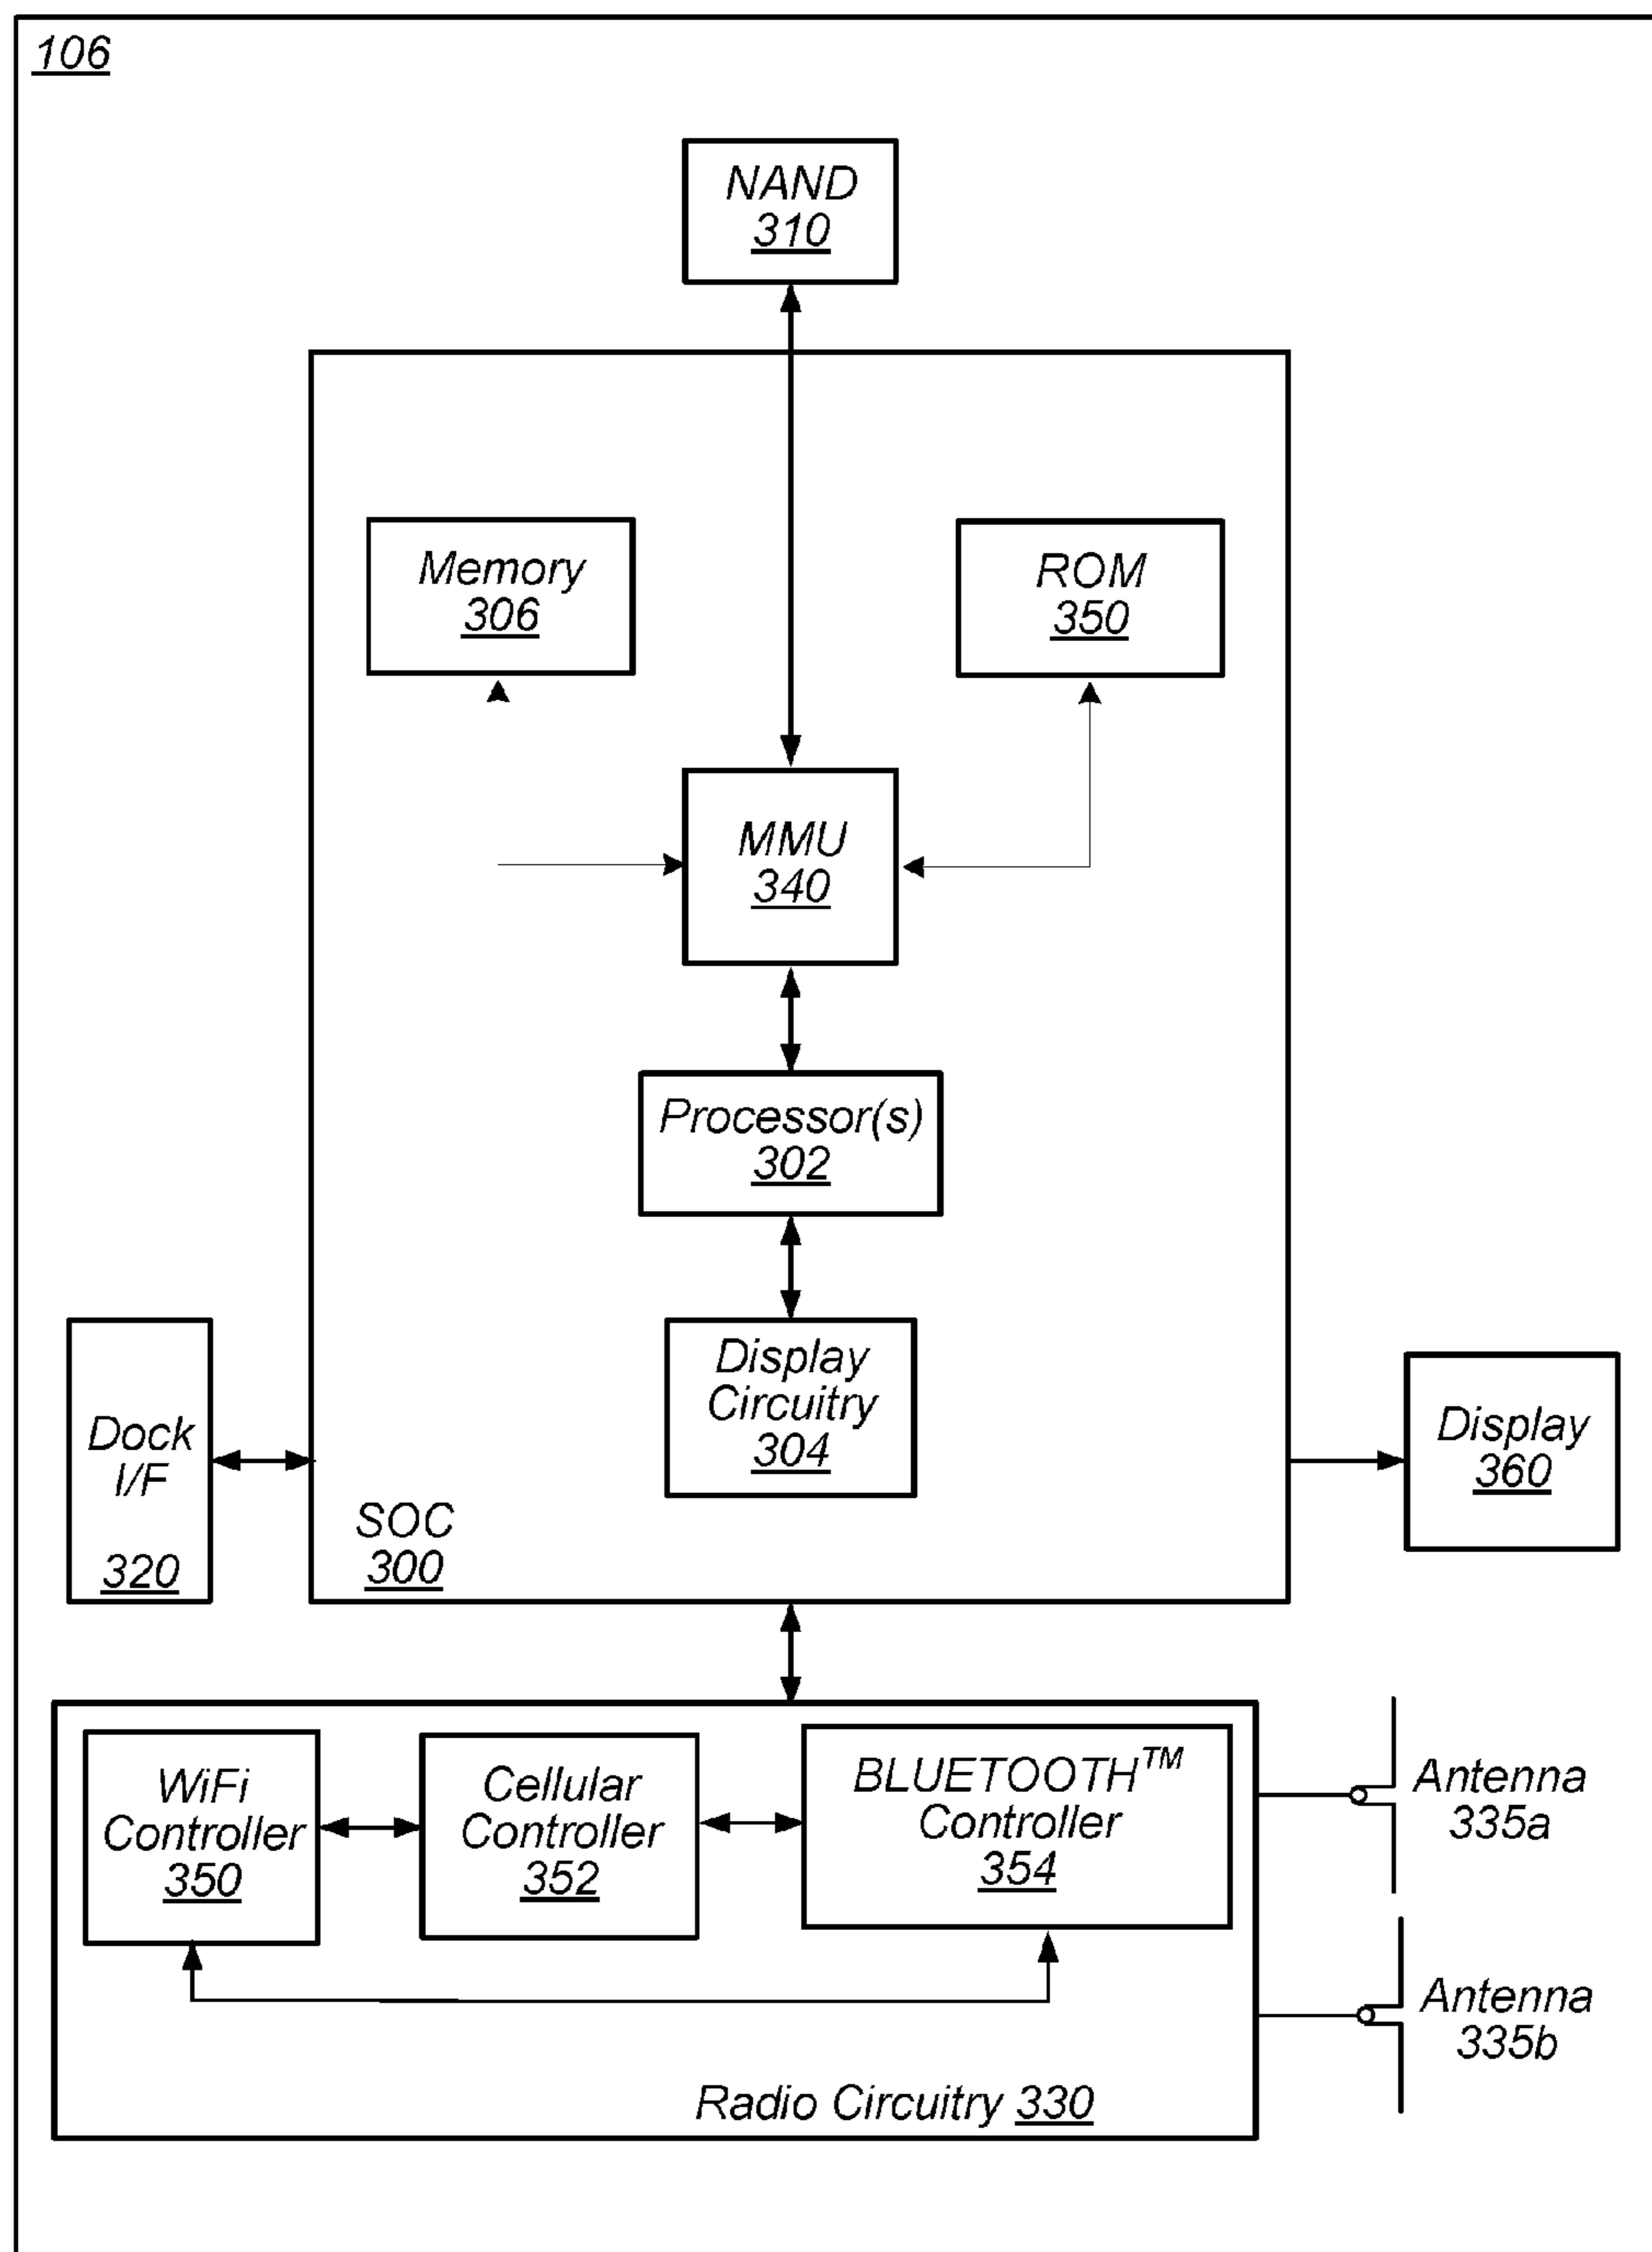 106
NAND
310
Memory
306
ROM
350
MMU
340
Processor(s)
302
Display
Circuitry
304
Dock
I/F
320
SOC
300
Display
360
WiFi
Controller
350
Cellular
Controller
352
BLUETOOTH™
Controller
354
Antenna
335a
Antenna
335b
Radio Circuitry 330